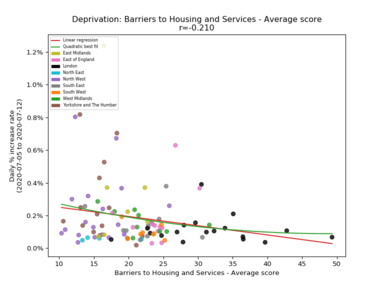 Deprivation: Barriers to Housing and Services - Average score
r=-0.210
Daily % increase rate
(2020-07-05 to 2020-07-12)
1.2%
1.0%
0.8%
0.6%
0.4%
0.2%
0.0%
Linear regression
Quadratic best fit
East Midlands
East of England
London
North East
North West
South East
South West
West Midlands
Yorkshire and The Humber
10 15 20 25 30 35 40 45 50
Barriers to Housing and Services - Average score